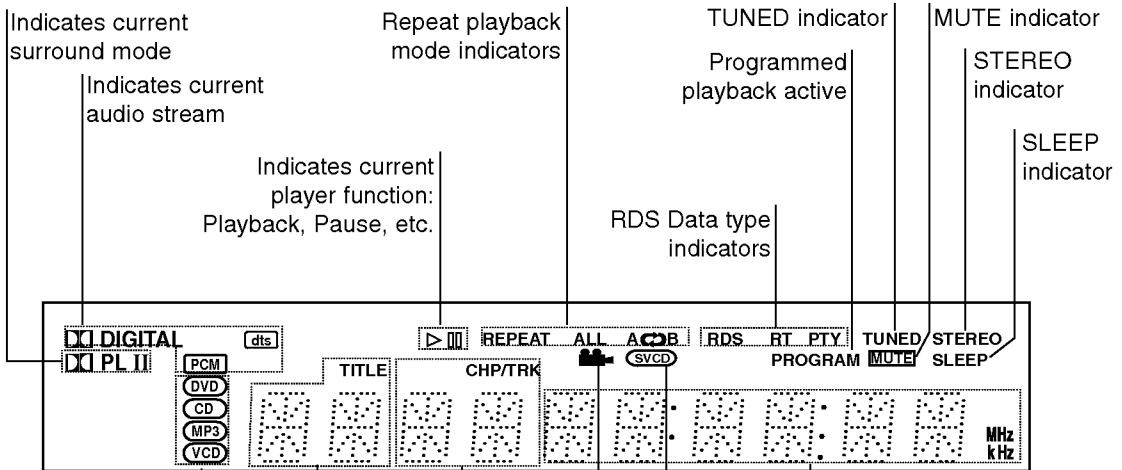 Indicates current
surround mode
Indicates current
audio stream
Repeat playback
mode indicators
Indicates current
player function:
Playback, Pause, etc.
TUNED indicator
MUTE indicator
Programmed
playback active
STEREO
indicator
SLEEP
indicator
RDS Data type
indicators
DIGITAL dts
PL II
PCM
DVD
CD
MP3
VCD
TITLE
REPEAT ALL A B
SVCD
CHP/TRK
RDS RT PTY
TUNED STEREO
PROGRAM MUTE SLEEP
MHz
kHz